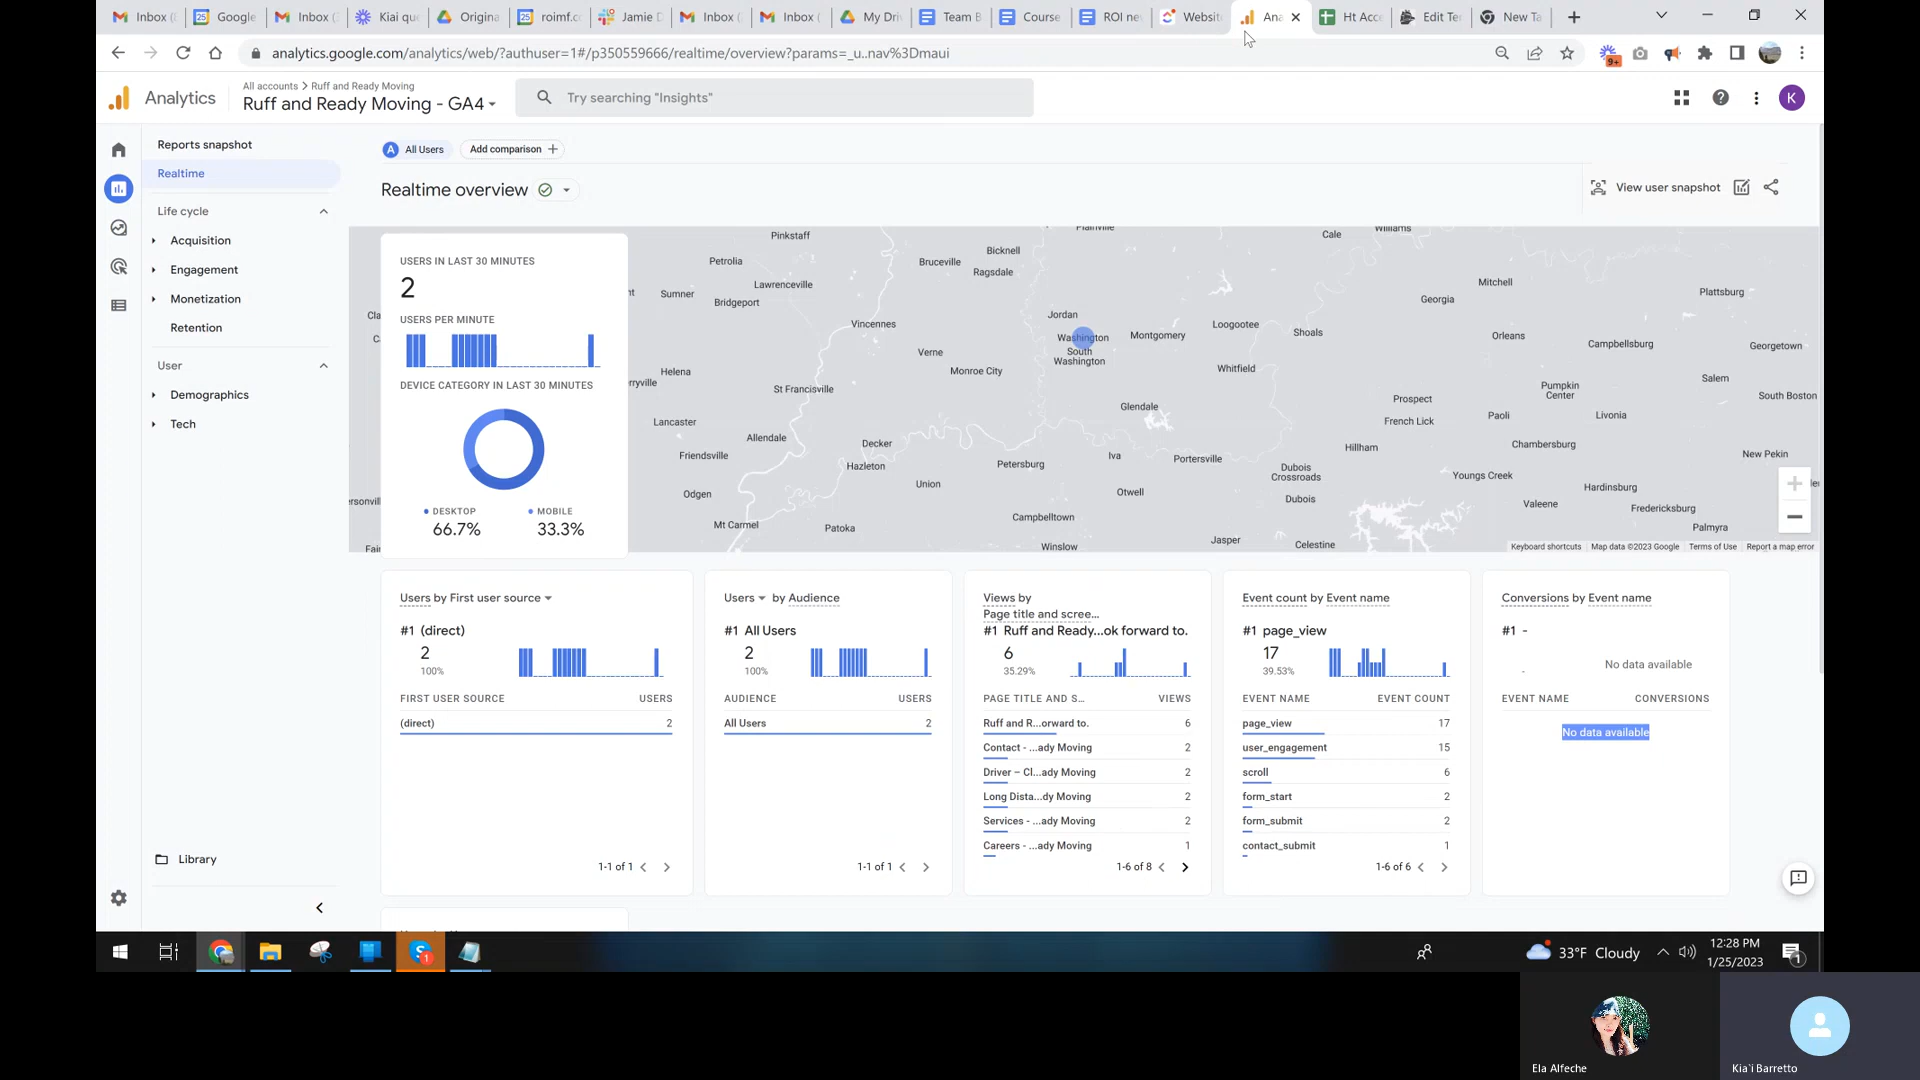 Inbox (
Google
Inbox (
Kiai qu
Origina
roimf.c
Jamie D
Inbox (
Inbox (
My Dri
Team B
Course
ROI ne
Websit
Ana
Ht Acc
Edit Te
New Ta
analytics.google.com/analytics/web/?authuser=1#/p350559666/realtime/overview?params=_u..nav%3Dmaui
9+
Analytics
All accounts > Ruff and Ready Moving
Ruff and Ready Moving - GA4
Try searching "Insights"
K
Reports snapshot
Realtime
Life cycle
Acquisition
Engagement
Monetization
Retention
User
Demographics
Tech
Library
A All Users
Add comparison +
Realtime overview
View user snapshot
USERS IN LAST 30 MINUTES
2
USERS PER MINUTE
DEVICE CATEGORY IN LAST 30 MINUTES
DESKTOP
66.7%
MOBILE
33.3%
Pinkstaff
Plainville
Cale
Williams
Bicknell
Petrolia
Bruceville
Ragsdale
Lawrenceville
Sumner
Bridgeport
Mitchell
Georgia
Plattsburg
Vincennes
Jordan
Washington
Montgomery
Loogootee
Shoals
Orleans
Campbellsburg
Georgetown
Verne
South
Washington
Monroe City
Whitfield
Helena
St Francisville
Salem
Pumpkin
Center
South Boston
Prospect
Glendale
French Lick
Paoli
Livonia
Lancaster
Allendale
Decker
Hillham
Chambersburg
New Pekin
Friendsville
Hazleton
Petersburg
Iva
Portersville
Dubois
Crossroads
Youngs Creek
Hardinsburg
Odgen
Union
Otwell
Dubois
Valeene
Fredericksburg
Mt Carmel
Patoka
Campbelltown
Palmyra
Winslow
Jasper
Celestine
Keyboard shortcuts
Map data ©2023 Google
Terms of Use
Report a map error
Users by First user source
#1 (direct)
2
100%
FIRST USER SOURCE USERS
(direct) 2
1-1 of 1
Users by Audience
#1 All Users
2
100%
AUDIENCE USERS
All Users 2
1-1 of 1
Views by
Page title and scree...
#1 Ruff and Ready...ok forward to.
6
35.29%
PAGE TITLE AND S... VIEWS
Ruff and R...orward to. 6
Contact - ...ady Moving 2
Driver – Cl...ady Moving 2
Long Dista...dy Moving 2
Services - ...ady Moving 2
Careers - ...ady Moving 1
1-6 of 8
Event count by Event name
#1 page_view
17
39.53%
EVENT NAME EVENT COUNT
page_view 17
user_engagement 15
scroll 6
form_start 2
form_submit 2
contact_submit 1
1-6 of 6
Conversions by Event name
#1 -
-
No data available
EVENT NAME CONVERSIONS
No data available
33°F Cloudy
12:28 PM
1/25/2023
1
1
Ela Alfeche
Kia'i Barretto